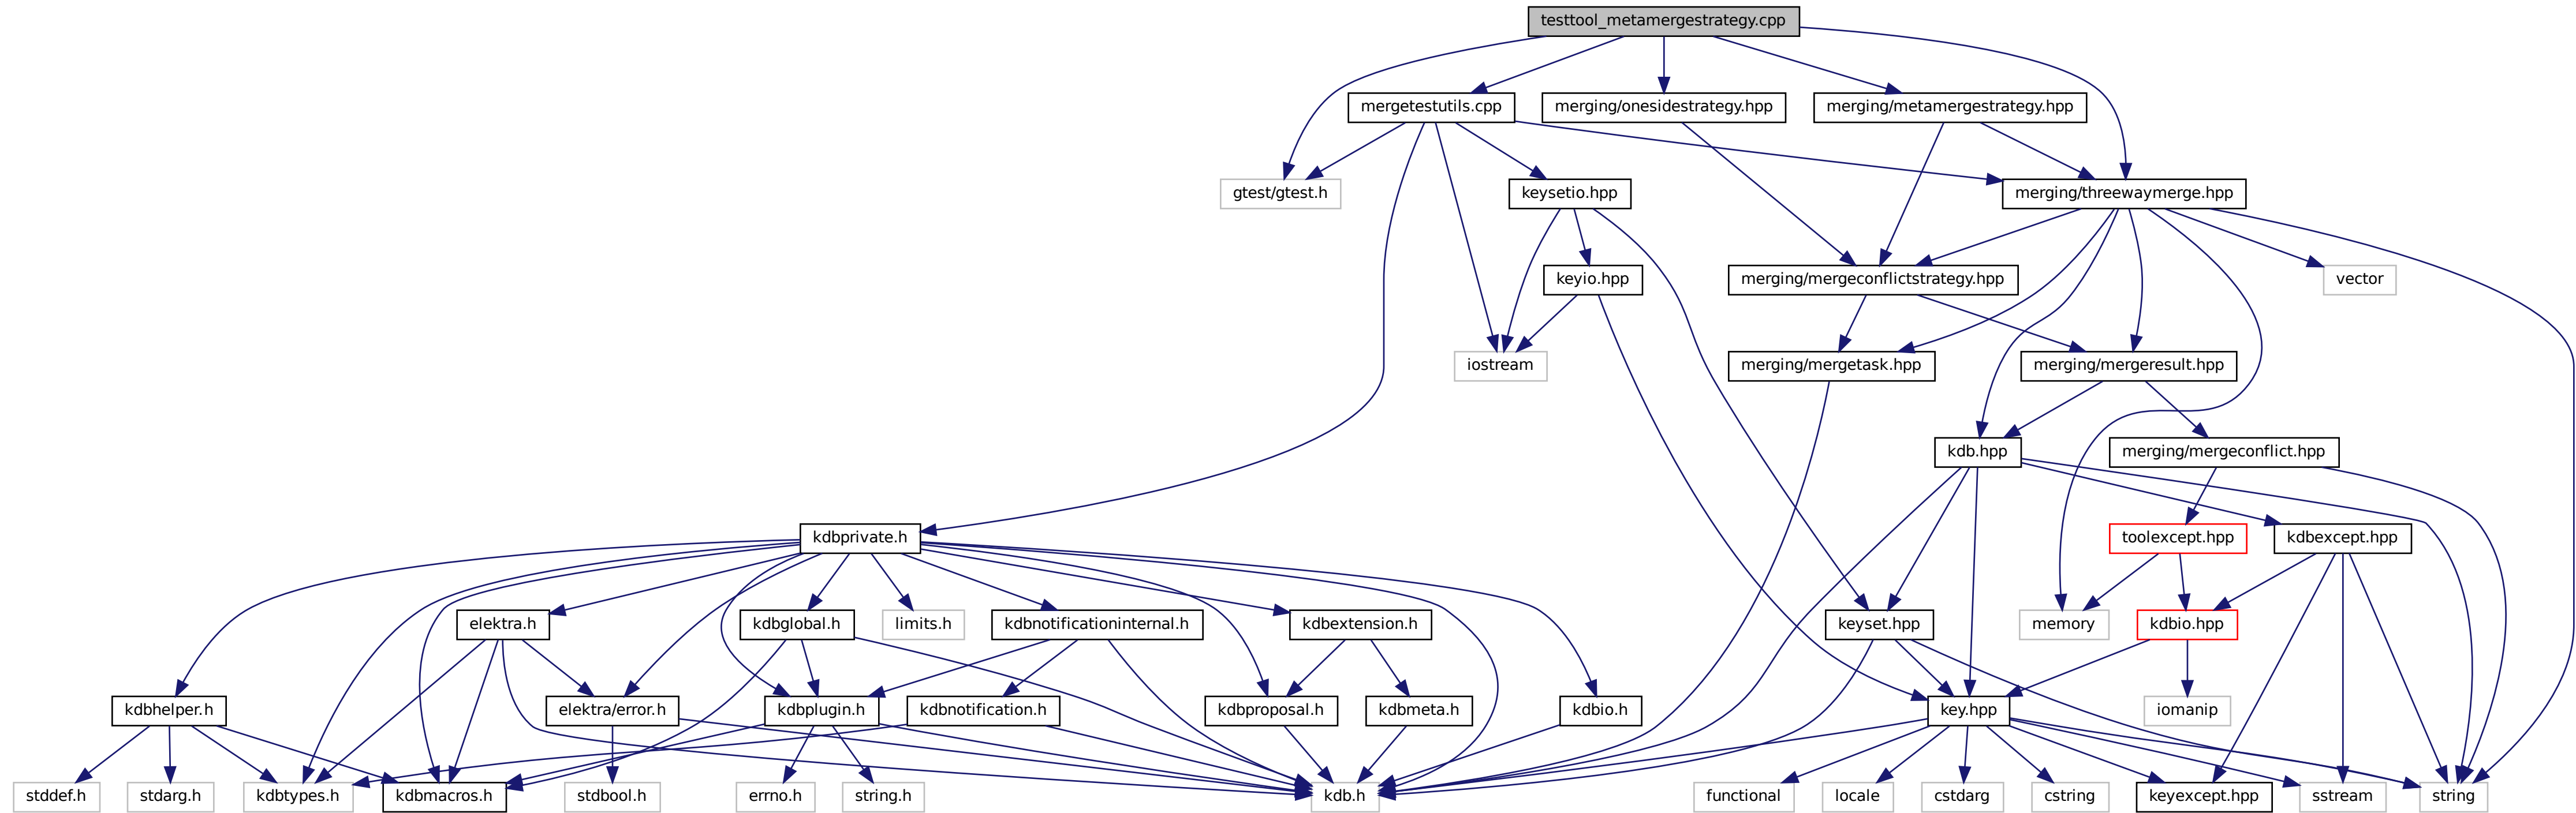 testtool_metamergestrategy.cpp
mergetestutils.cpp
merging/onesidestrategy.hpp
merging/metamergestrategy.hpp
gtest/gtest.h
keysetio.hpp
merging/threewaymerge.hpp
keyio.hpp
merging/mergeconflictstrategy.hpp
vector
iostream
merging/mergetask.hpp
merging/mergeresult.hpp
kdb.hpp
merging/mergeconflict.hpp
kdbprivate.h
toolexcept.hpp
kdbexcept.hpp
elektra.h
kdbglobal.h
limits.h
kdbnotificationinternal.h
kdbextension.h
keyset.hpp
memory
kdbio.hpp
kdbhelper.h
elektra/error.h
kdbplugin.h
kdbnotification.h
kdbproposal.h
kdbmeta.h
kdbio.h
key.hpp
iomanip
stddef.h
stdarg.h
kdbtypes.h
kdbmacros.h
stdbool.h
errno.h
string.h
kdb.h
functional
locale
cstdarg
cstring
keyexcept.hpp
sstream
string